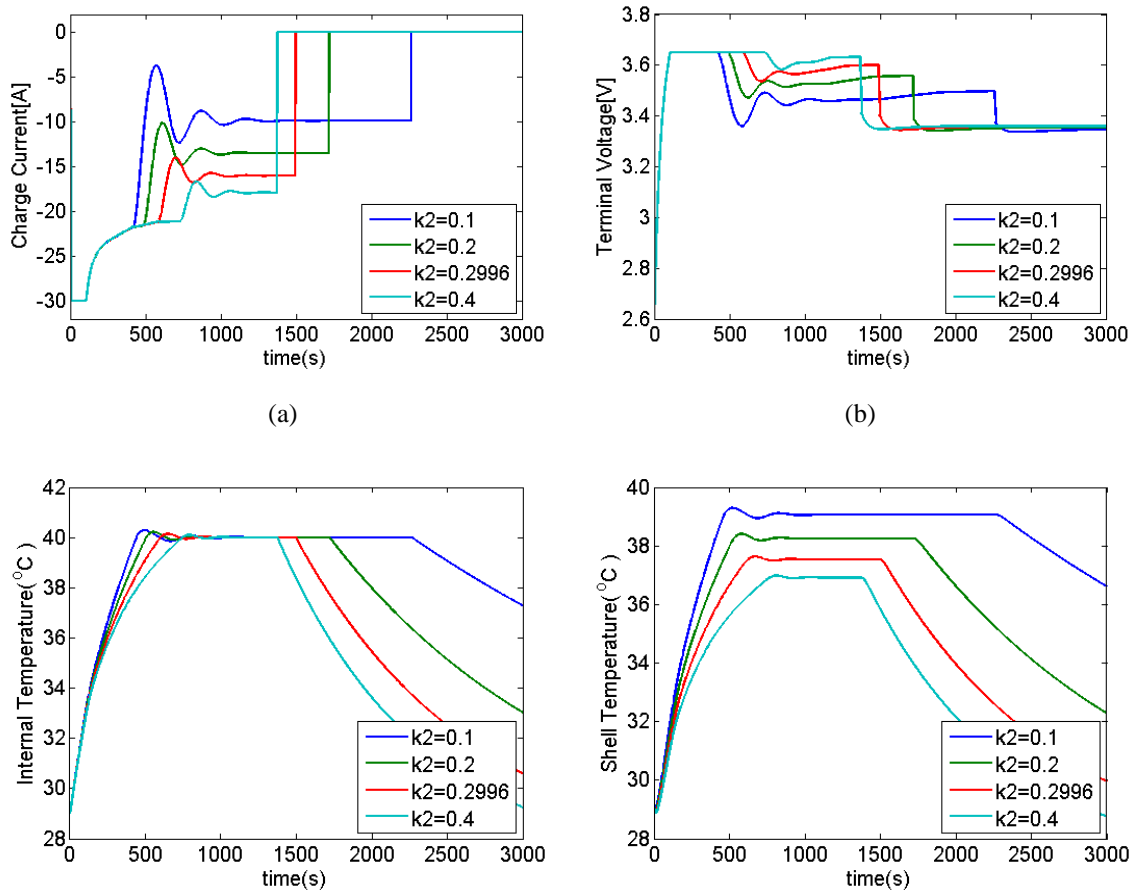 0
-5
-10
-15
-20
-25
-30
Charge Current[A]
k2=0.1
k2=0.2
k2=0.2996
k2=0.4
0 500 1000 1500 2000 2500 3000
time(s)
(a)
3.8
3.6
3.4
3.2
3
2.8
2.6
Terminal Voltage[V]
k2=0.1
k2=0.2
k2=0.2996
k2=0.4
0 500 1000 1500 2000 2500 3000
time(s)
(b)
42
40
38
36
34
32
30
28
Internal Temperature(°C)
k2=0.1
k2=0.2
k2=0.2996
k2=0.4
0 500 1000 1500 2000 2500 3000
time(s)
40
38
36
34
32
30
28
Shell Temperature(°C)
k2=0.1
k2=0.2
k2=0.2996
k2=0.4
0 500 1000 1500 2000 2500 3000
time(s)